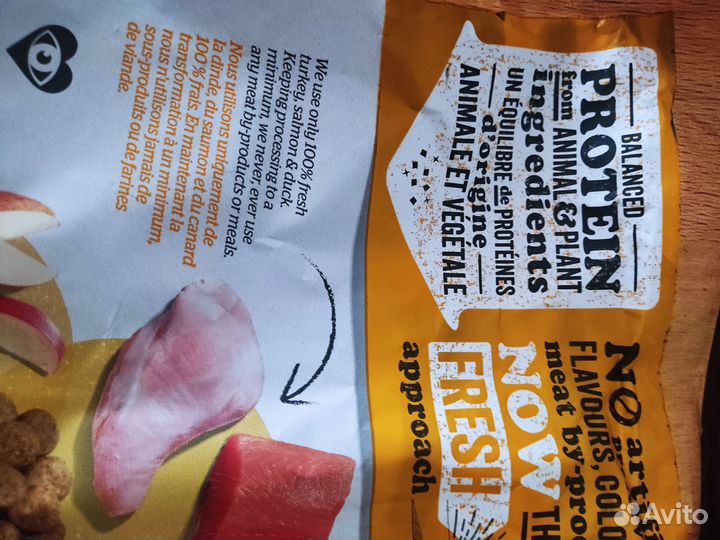 BALANCED
PROTEIN
from ANIMAL & PLANT
ingredients
UN ÉQUILIBRE de PROTÉINES
d'origine
ANIMALE ET VÉGÉTALE
We use only 100% fresh
turkey, salmon & duck.
Keeping processing to a
minimum, we never, ever use
any meat by-products or meals.
Nous utilisons uniquement de
la dinde, du saumon et du canard
100% frais. En maintenant la
transformation à un minimum,
nous n'utilisons jamais de
sous-produits ou de farines
de viande.
NO
FLAVOURS, COLO
meat by-pro
NOW TH
FRESH
approach
Avito